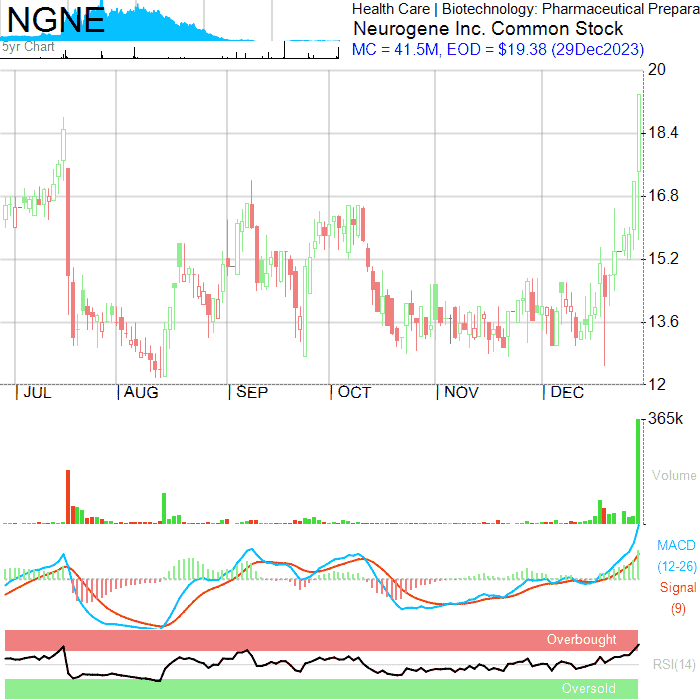 NGNE
5yr Chart
Health Care | Biotechnology: Pharmaceutical Prepara
Neurogene Inc. Common Stock
MC = 41.5M, EOD = $19.38 (29Dec2023)
20
18.4
16.8
15.2
13.6
12
|JUL |AUG |SEP |OCT |NOV |DEC
365k
Volume
MACD
(12-26)
Signal
(9)
Overbought
RSI(14)
Oversold